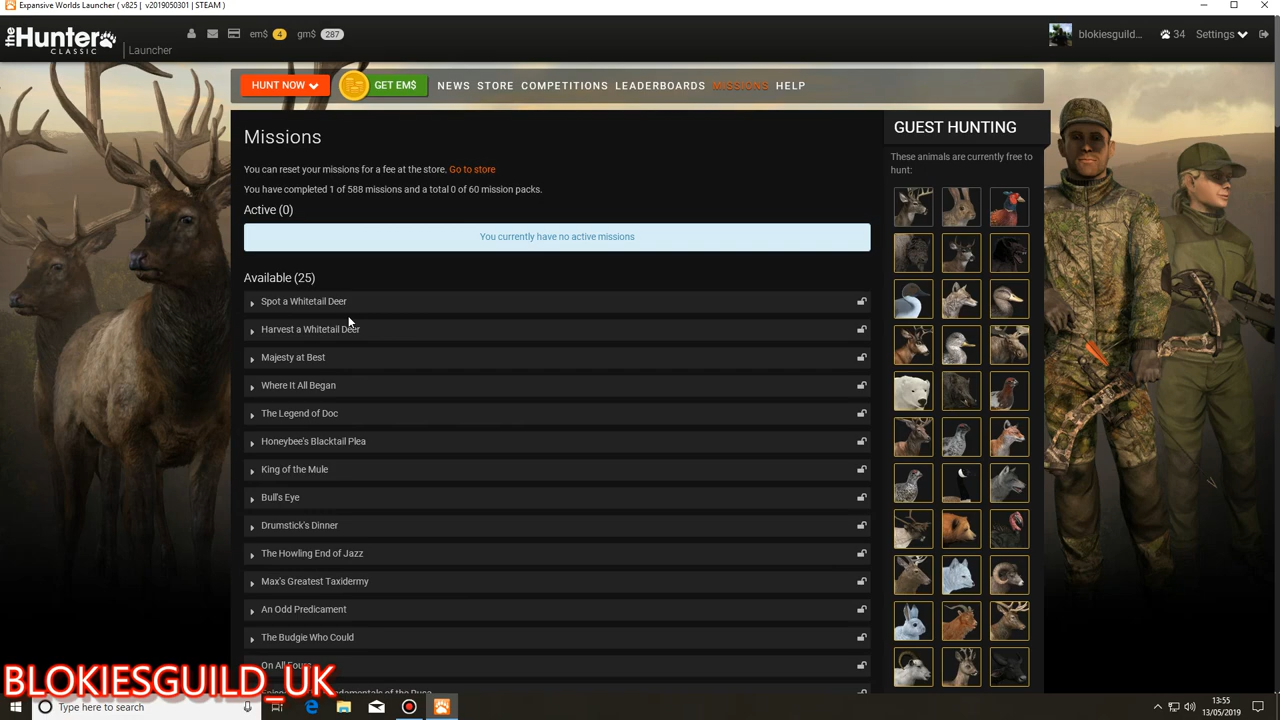 Expansive Worlds Launcher ( v825 ( v2019050301 | STEAM )
theHunter
CLASSIC
Launcher
em$ 4 gm$ 287
blokiesguild... 34 Settings
HUNT NOW GET EM$ NEWS STORE COMPETITIONS LEADERBOARDS MISSIONS HELP
Missions
You can reset your missions for a fee at the store. Go to store
You have completed 1 of 588 missions and a total 0 of 60 mission packs.
Active (0)
You currently have no active missions
Available (25)
Spot a Whitetail Deer
Harvest a Whitetail Deer
Majesty at Best
Where It All Began
The Legend of Doc
Honeybee's Blacktail Plea
King of the Mule
Bull's Eye
Drumstick's Dinner
The Howling End of Jazz
Max's Greatest Taxidermy
An Odd Predicament
The Budgie Who Could
On All Fours
GUEST HUNTING
These animals are currently free to
hunt:
BLOKIESGUILD_UK
Type here to search
13:55
13/05/2019